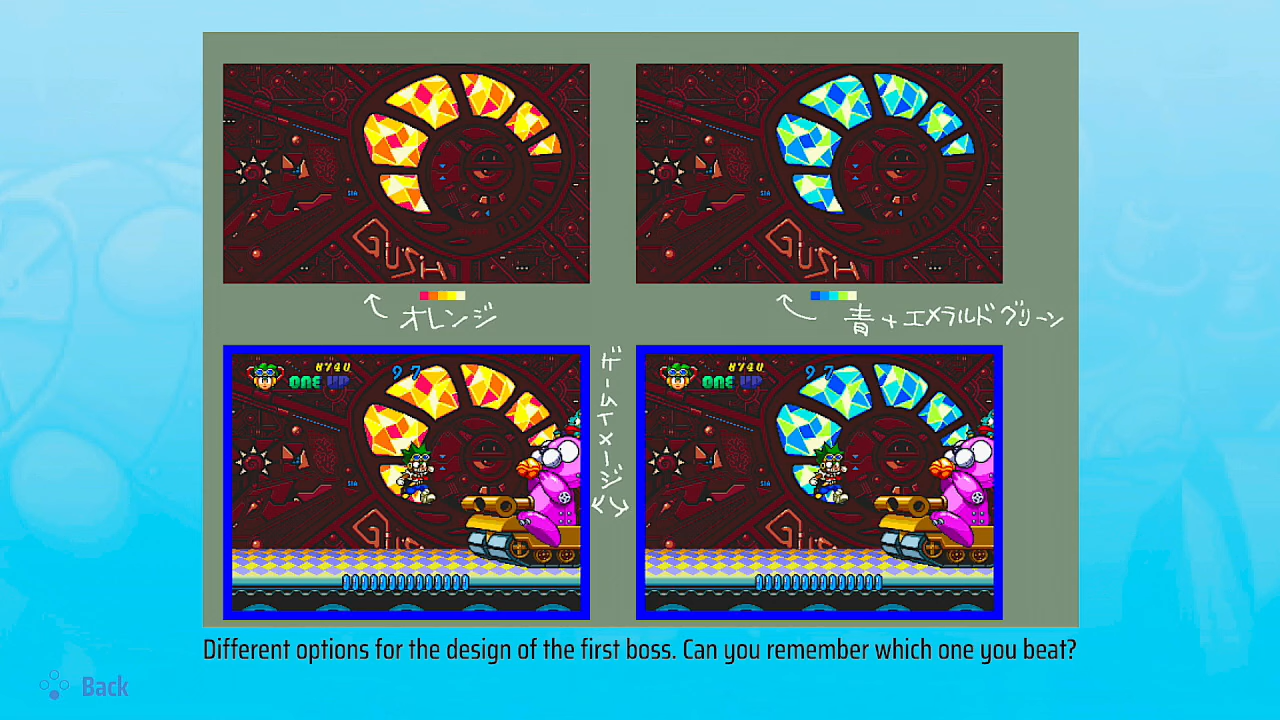 GUSH
GUSH
オレンジ
青+エメラルドグリーン
8740
ONE UP
97
ゲームイメージ
8740
ONE UP
97
Different options for the design of the first boss. Can you remember which one you beat?
Back